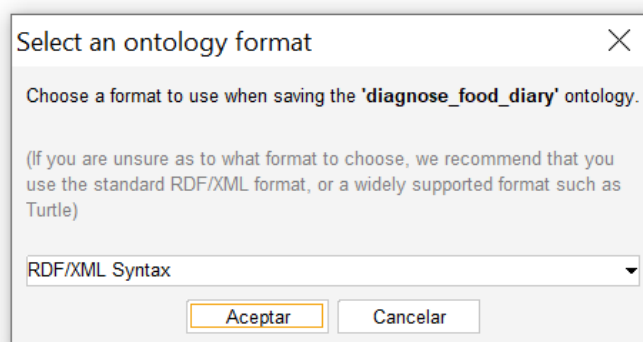 Select an ontology format
Choose a format to use when saving the 'diagnose_food_diary' ontology.
(If you are unsure as to what format to choose, we recommend that you
use the standard RDF/XML format, or a widely supported format such as
Turtle)
RDF/XML Syntax
Aceptar Cancelar